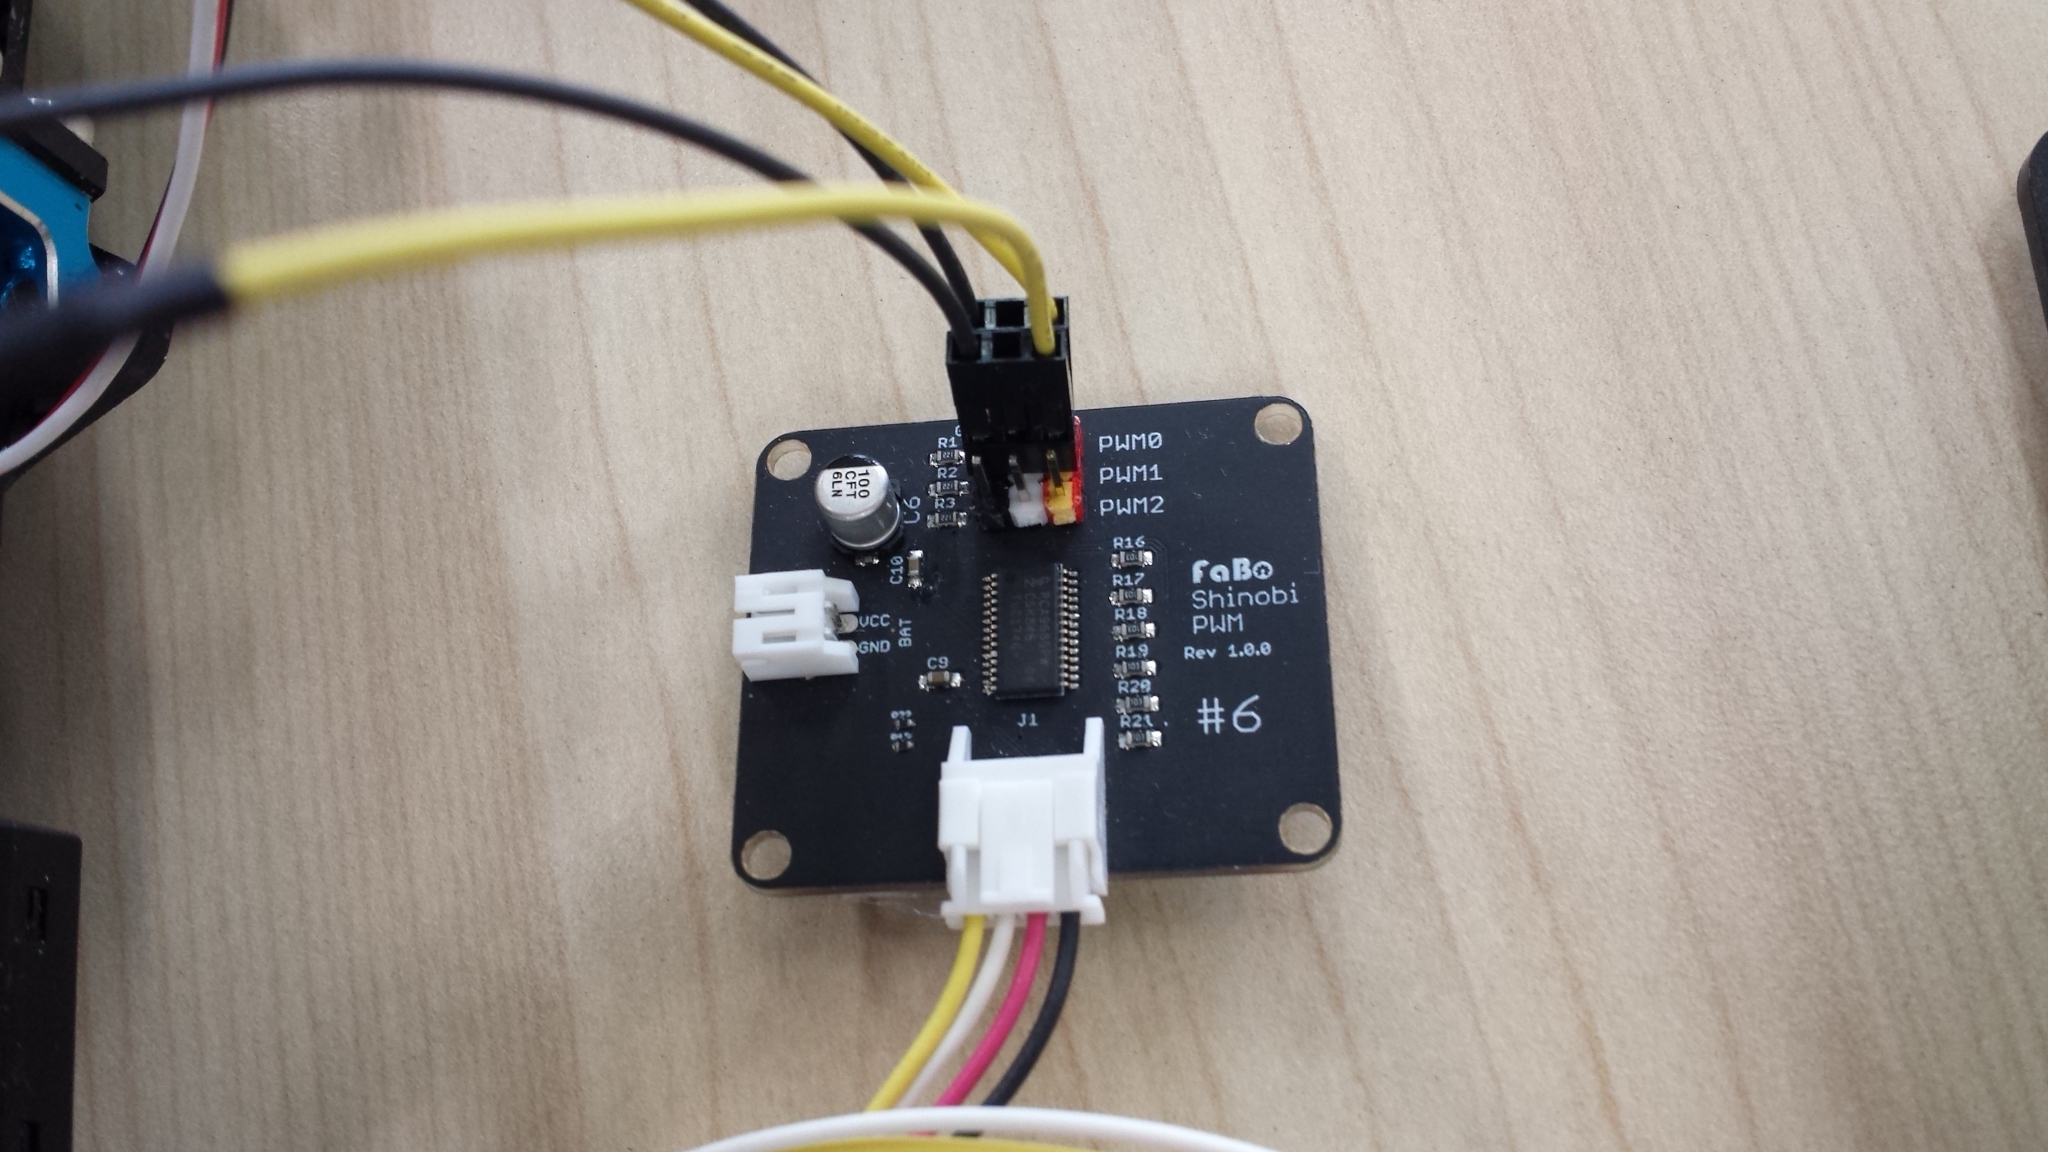 R1
R2
R3
PWM0
PWM1
PWM2
100
CFT
6LN
C6
C10
VCC
GND
BAT
C9
J1
R16
R17
R18
R19
R20
R21
FaBo
Shinobi
PWM
Rev 1.0.0
#6